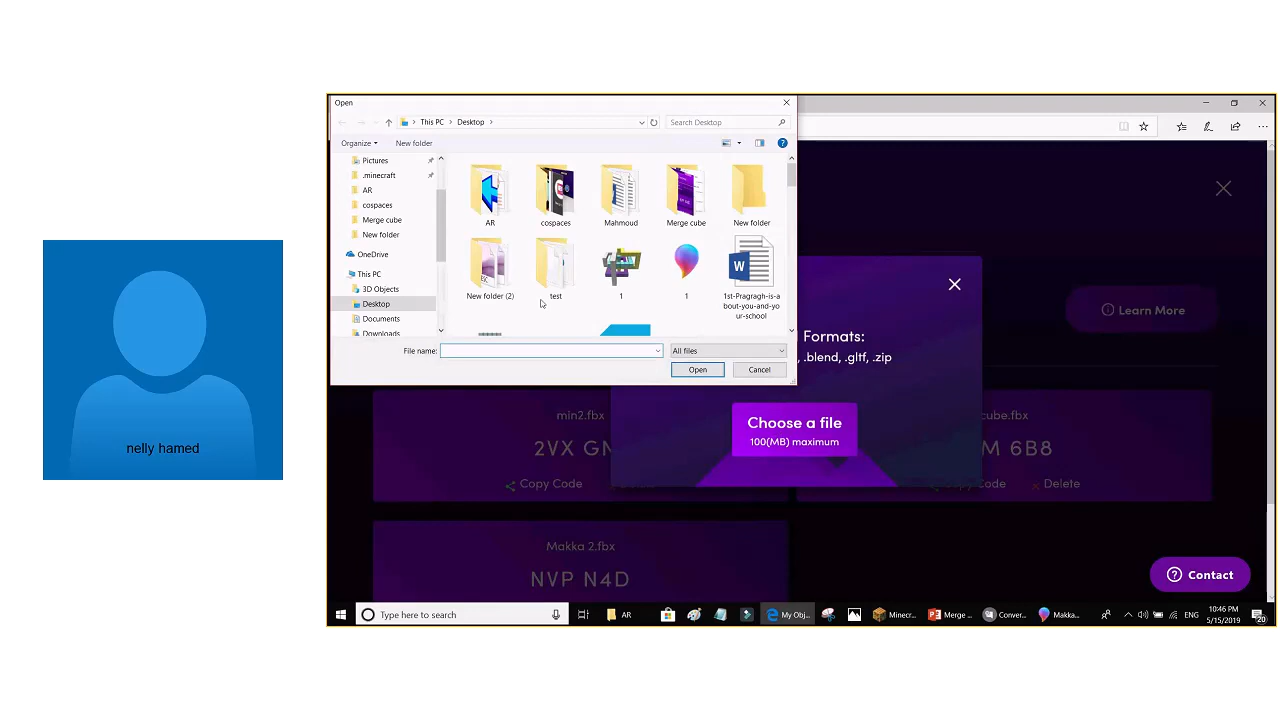 nelly hamed
Open
This PC
Desktop
Search Desktop
Organize
New folder
Pictures
.minecraft
AR
cospaces
Merge cube
New folder
OneDrive
This PC
3D Objects
Desktop
Documents
Downloads
AR
cospaces
Mahmoud
Merge cube
New folder
New folder (2)
test
1
1
1st-Pragragh-is-a
bout-you-and-yo
ur-school
File name:
All files
Open
Cancel
Learn More
Formats:
, .blend, .gltf, .zip
Choose a file
100(MB) maximum
min2.fbx
2VX GN
Copy Code
cube.fbx
M 6B8
Copy Code
Delete
Makka 2.fbx
NVP N4D
Contact
Type here to search
AR
My Obj...
Minecr...
Merge ...
Conver...
Makka...
ENG
10:46 PM
5/15/2019
20